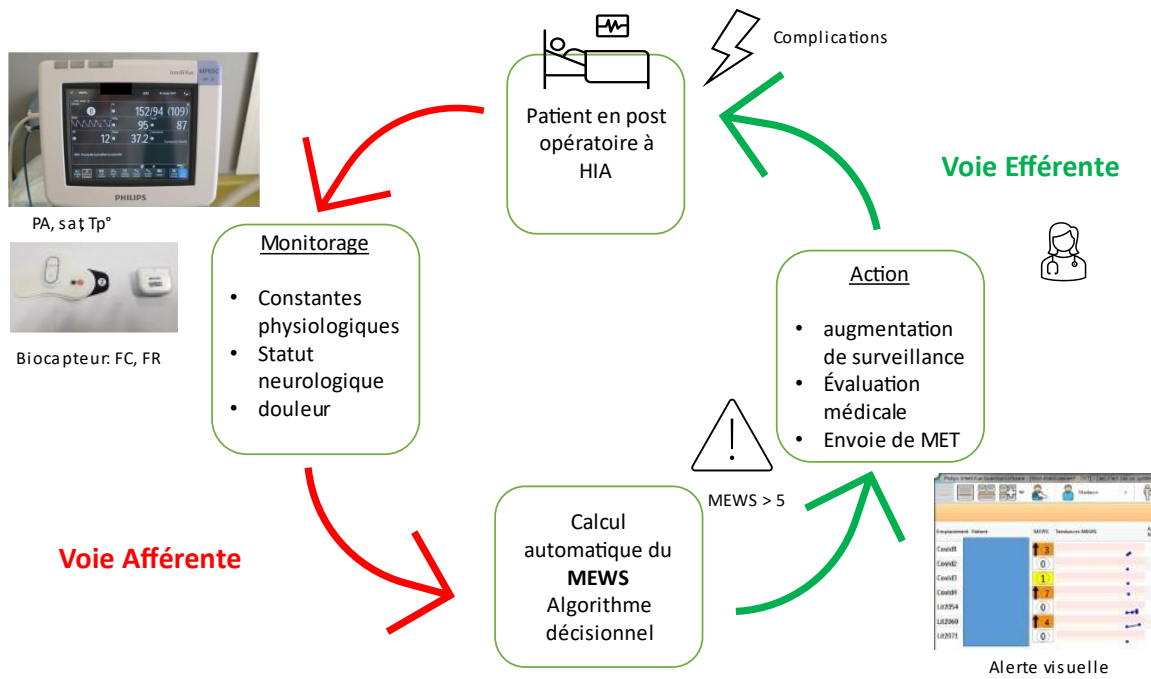 Complications
Patient en post
opératoire à
HIA
Voie Efférente
152/94 (109)
95
87
12
37.2
PHILIPS
PA, sat, Tp°
Biocapteur: FC, FR
Monitorage
• Constantes
physiologiques
• Statut
neurologique
• douleur
Action
• augmentation
de surveillance
• Évaluation
médicale
• Envoie de MET
MEWS > 5
Voie Afférente
Calcul
automatique du
MEWS
Algorithme
décisionnel
Emplacement Patient MEWS Tendances MEWS
Covid1 3
Covid2 0
Covid3 1
Covid4 7
Lit2054 0
Lit2060 4
Lit2071 0
Alerte visuelle